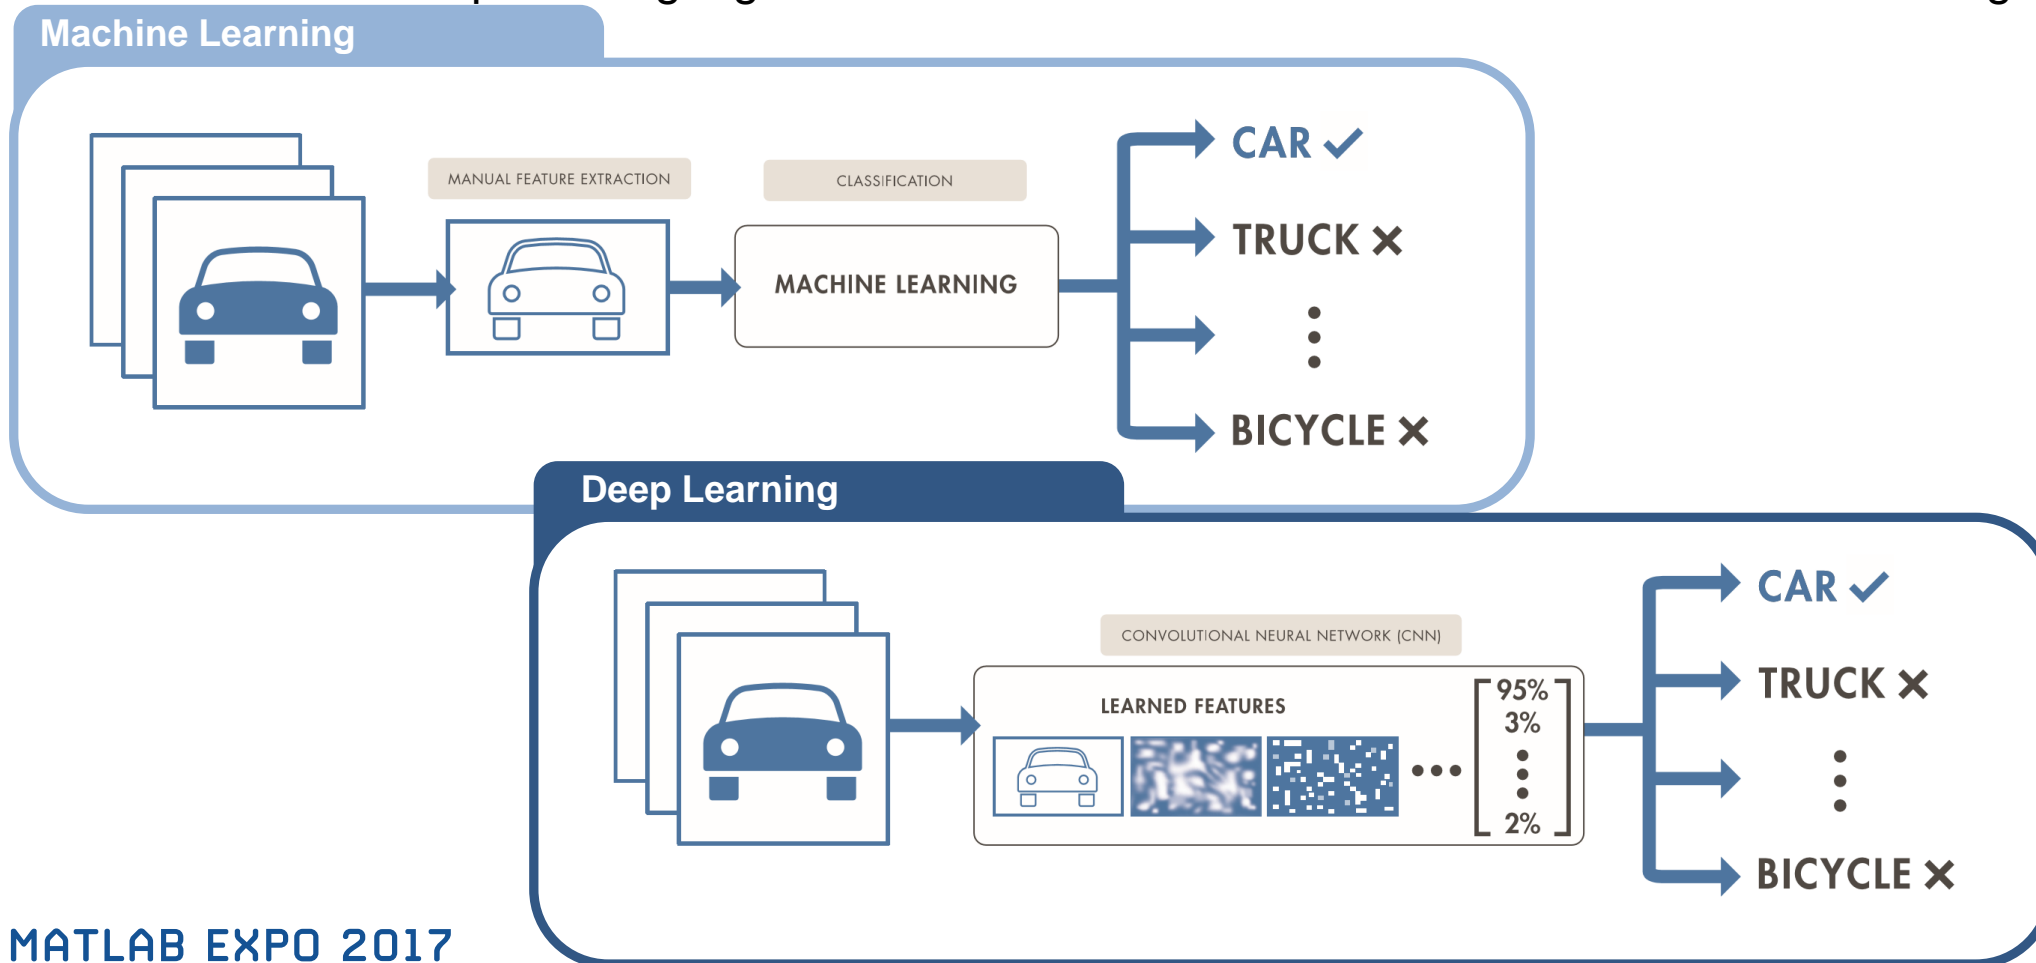 Machine Learning
MANUAL FEATURE EXTRACTION
CLASSIFICATION
MACHINE LEARNING
CAR
TRUCK
BICYCLE
Deep Learning
CONVOLUTIONAL NEURAL NETWORK (CNN)
LEARNED FEATURES
95%
3%
2%
CAR
TRUCK
BICYCLE
MATLAB EXPO 2017